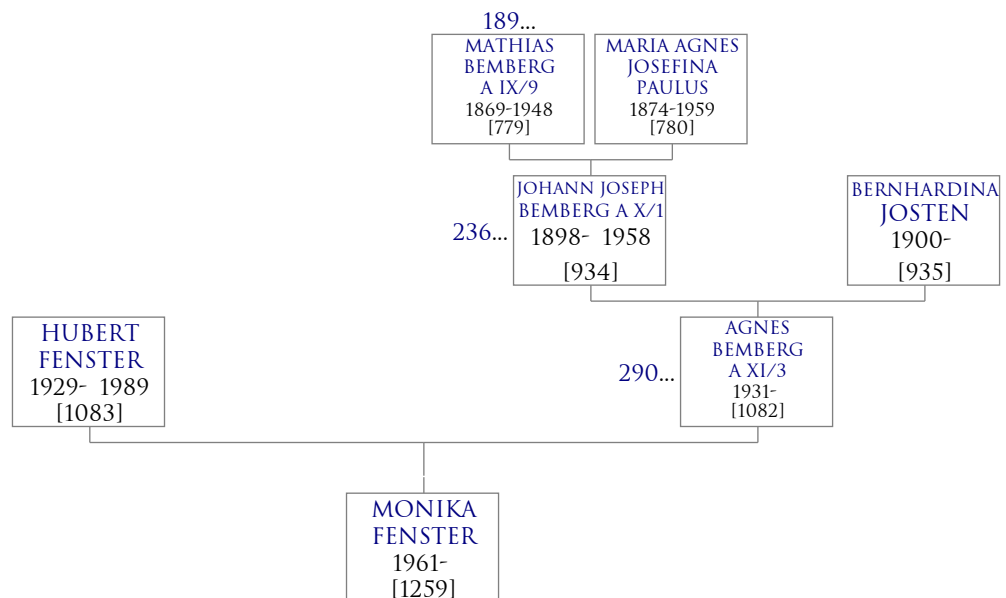 189...
MATHIAS
BEMBERG
A IX/9
1869-1948
[779]
MARIA AGNES
JOSEFINA
PAULUS
1874-1959
[780]
JOHANN JOSEPH
BEMBERG A X/1
1898- 1958
[934]
236...
BERNHARDINA
JOSTEN
1900-
[935]
HUBERT
FENSTER
1929- 1989
[1083]
290...
AGNES
BEMBERG
A XI/3
1931-
[1082]
MONIKA
FENSTER
1961-
[1259]